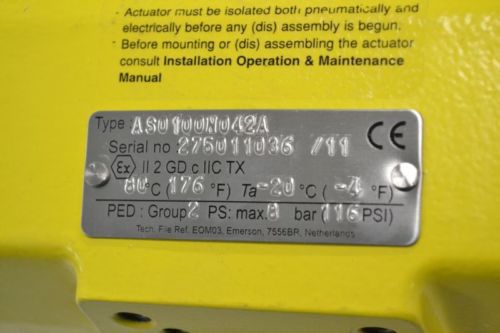 - Actuator must be isolated both pneumatically and
electrically before any (dis) assembly is begun.
- Before mounting or (dis) assembling the actuator
consult Installation Operation & Maintenance
Manual
Type ASU100M042A CE
Serial no 275011036 /11
Ex II 2 GD c IIC TX
80°C (176 °F) Ta -20 °C ( -4 °F)
PED : Group 2 PS: max. 8 bar (116 PSI)
Tech. File Ref. EOM03, Emerson, 7556BR, Netherlands